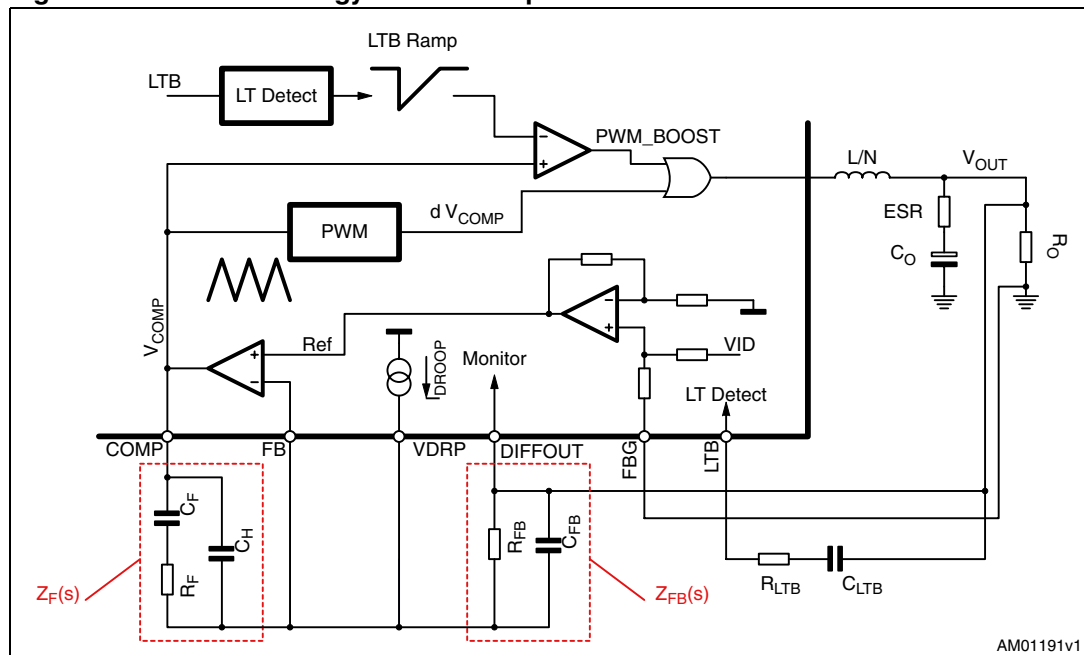 LTB Ramp
LTB
LT Detect
PWM_BOOST
L/N
VOUT
ESR
CO
RO
d VCOMP
PWM
VCOMP
Ref
VID
IDROOP
Monitor
LT Detect
COMP
FB
VDRP
DIFFOUT
FBG
LTB
CF
CH
RF
RFB
CFB
RLTB
CLTB
ZF(s)
ZFB(s)
AM01191v1